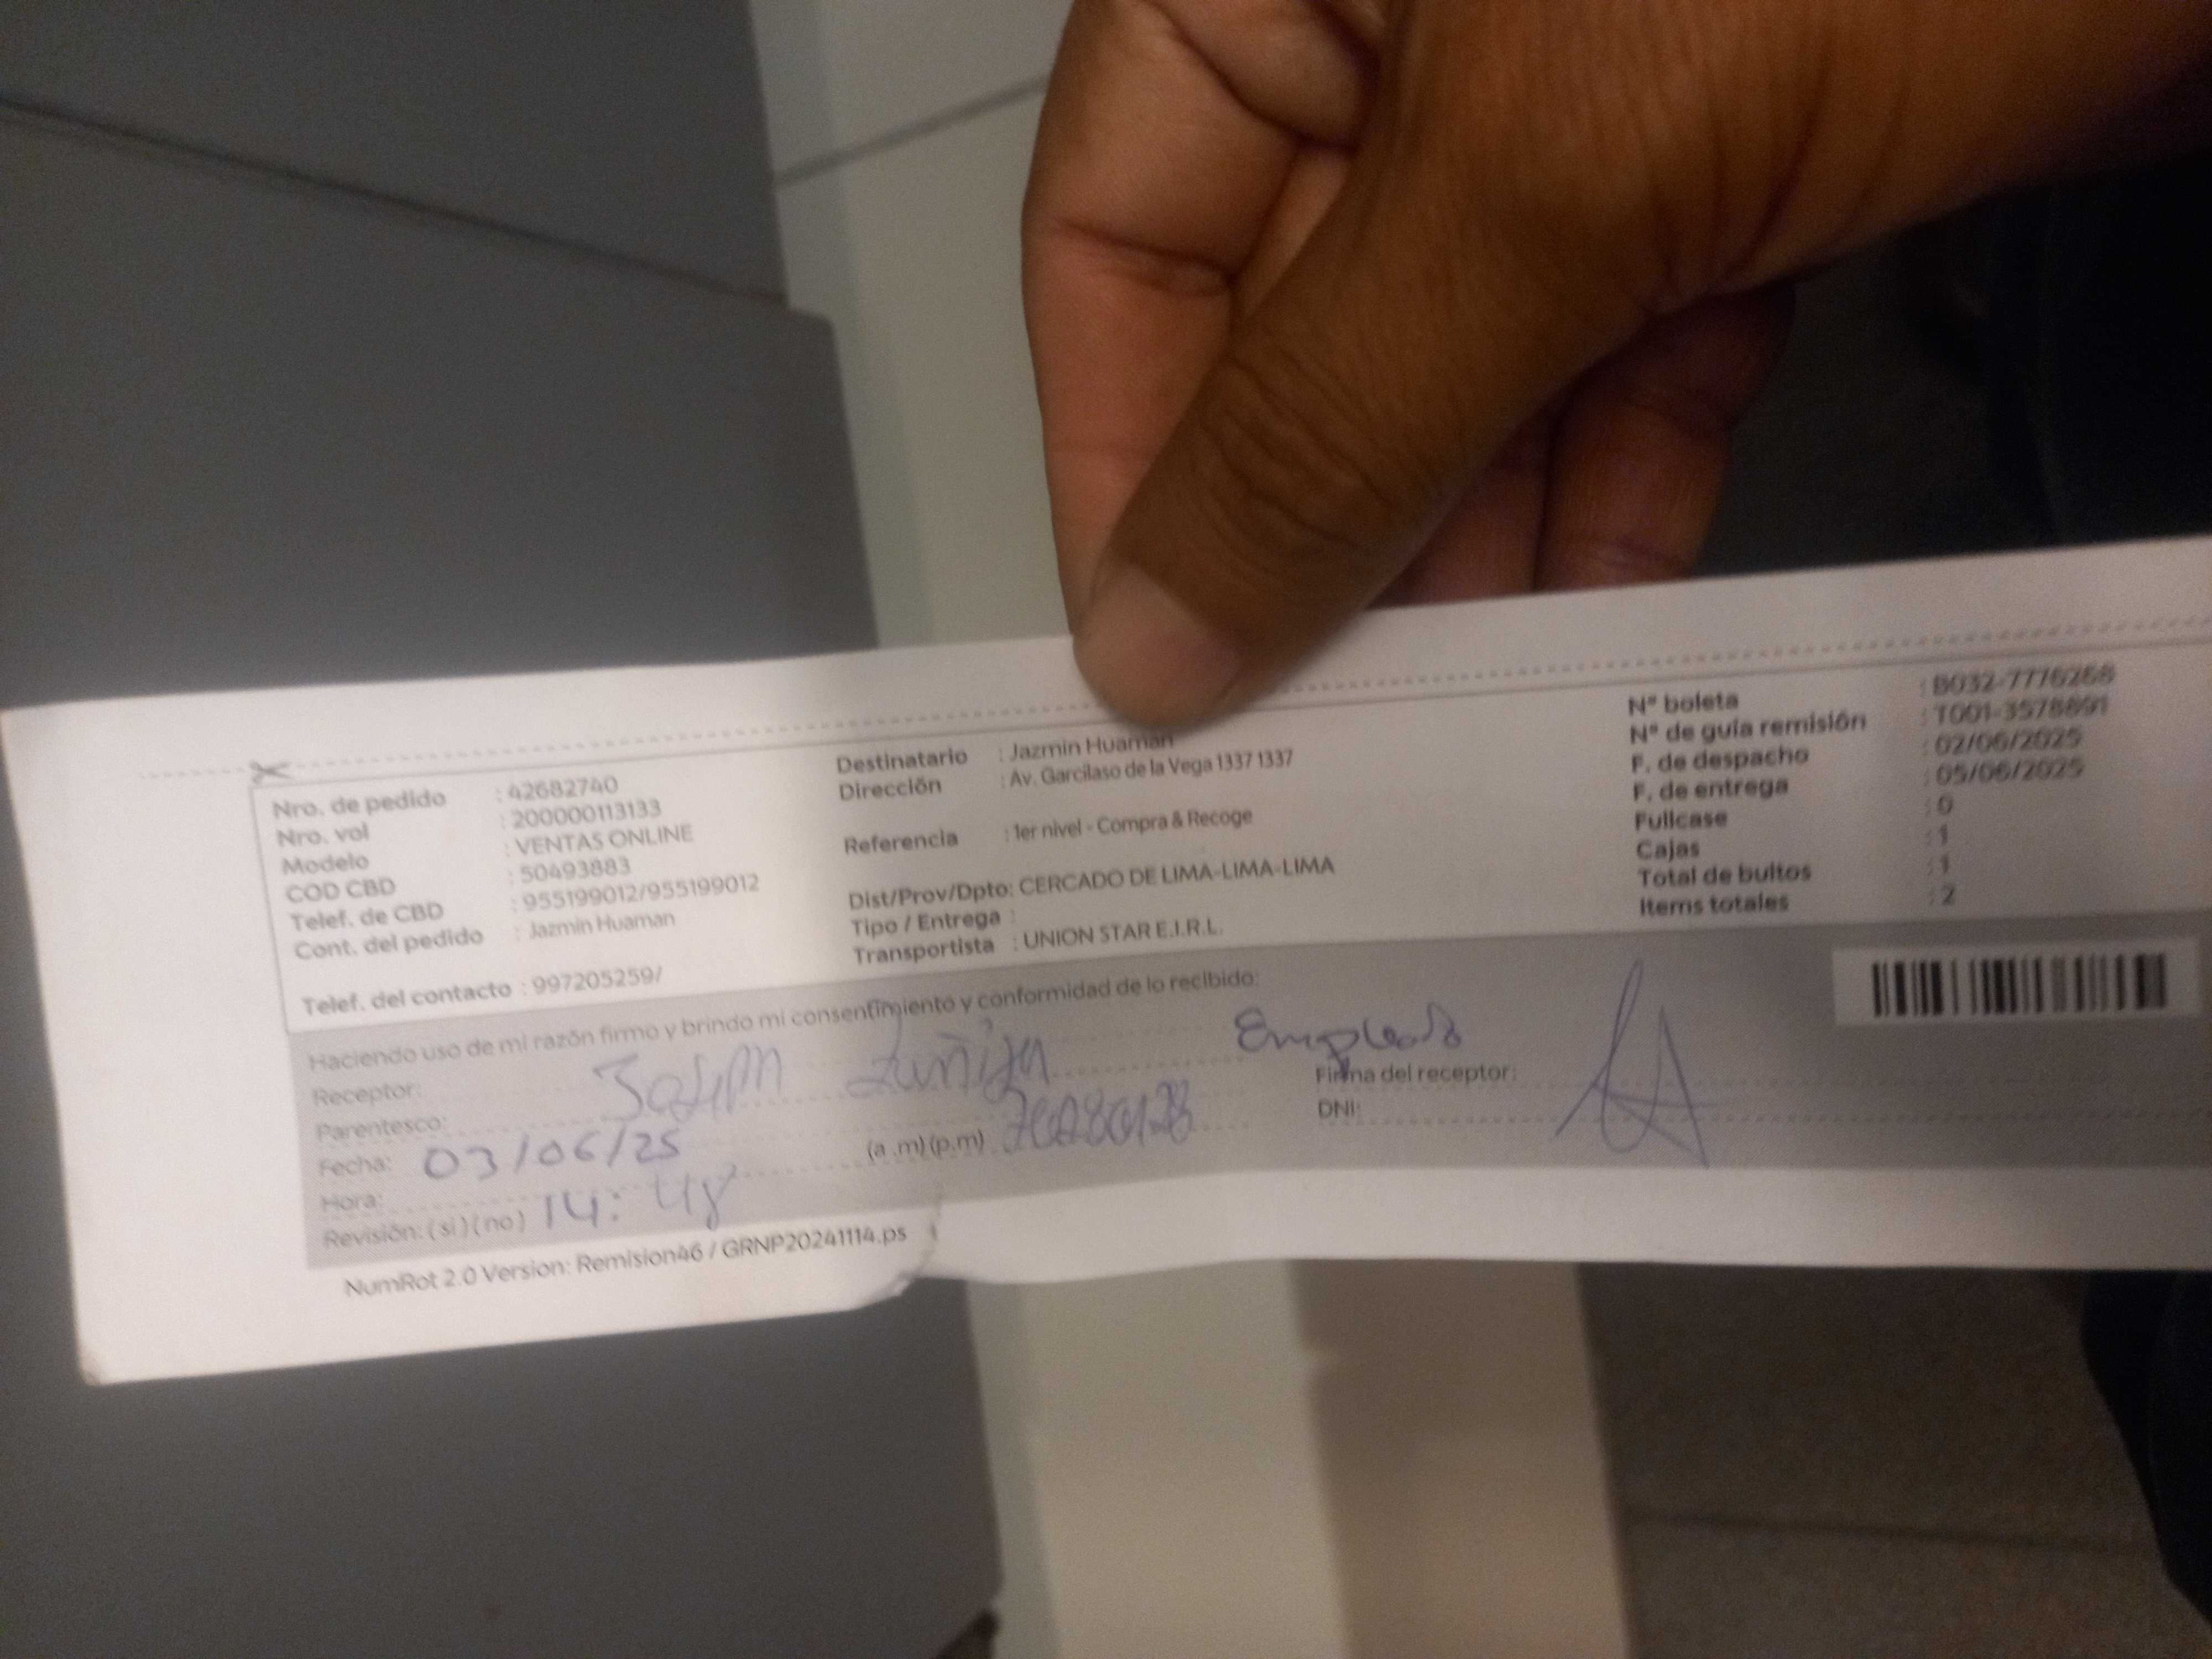 Nro. de pedido : 42682740
Nro. vol : 200000113133
Modelo : VENTAS ONLINE
COD CBD : 50493883
Telef. de CBD : 955199012/955199012
Cont. del pedido : Jazmin Huaman
Telef. del contacto : 997205259/
Destinatario : Jazmin Huaman
Dirección : Av. Garcilaso de la Vega 1337 1337
Referencia : 1er nivel - Compra & Recoge
Dist/Prov/Dpto: CERCADO DE LIMA-LIMA-LIMA
Tipo / Entrega :
Transportista : UNION STAR E.I.R.L.
N° boleta : B032-7776268
N° de guía remisión : T001-3578891
F. de despacho : 02/06/2025
F. de entrega : 05/06/2025
Fullcase : 0
Cajas : 1
Total de bultos : 1
Items totales : 2
Haciendo uso de mi razón firmo y brindo mi consentimiento y conformidad de lo recibido:
Receptor: Zuñiga
Parentesco:
Fecha: 03/06/25
Hora: (a .m) (p.m)
Revisión: (si) (no) 14:48
Firma del receptor:
DNI:
NumRot 2.0 Version: Remision46 / GRNP20241114.ps